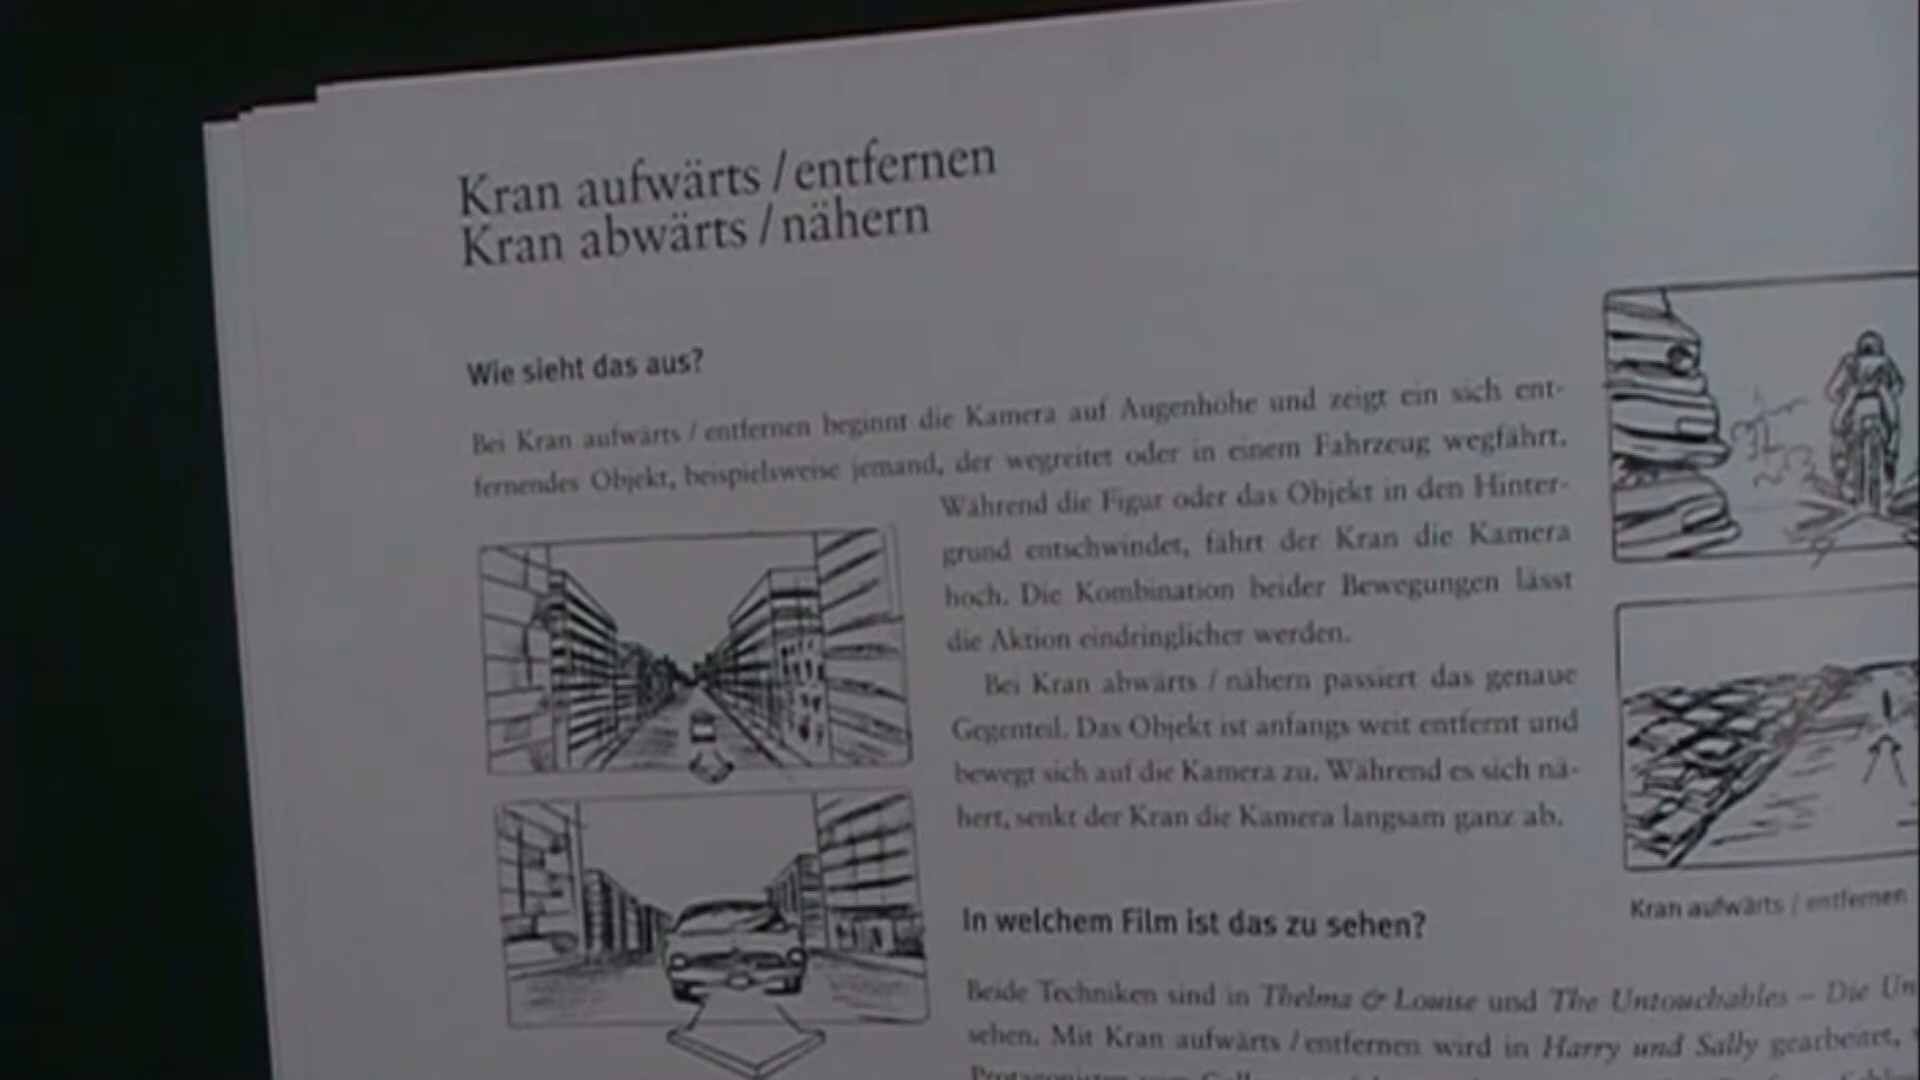 Kran aufwärts / entfernen
Kran abwärts / nähern
Wie sieht das aus?
Bei Kran aufwärts / entfernen beginnt die Kamera auf Augenhöhe und zeigt ein sich ent-
fernendes Objekt, beispielsweise jemand, der wegreitet oder in einem Fahrzeug wegfährt.
Während die Figur oder das Objekt in den Hinter-
grund entschwindet, fährt der Kran die Kamera
hoch. Die Kombination beider Bewegungen lässt
die Aktion eindringlicher werden.
Bei Kran abwärts / nähern passiert das genaue
Gegenteil. Das Objekt ist anfangs weit entfernt und
bewegt sich auf die Kamera zu. Während es sich nä-
hert, senkt der Kran die Kamera langsam ganz ab.
In welchem Film ist das zu sehen?
Beide Techniken sind in Thelma & Louise und The Untouchables – Die Un
sehen. Mit Kran aufwärts / entfernen wird in Harry und Sally gearbeitet,
Kran aufwärts / entfernen